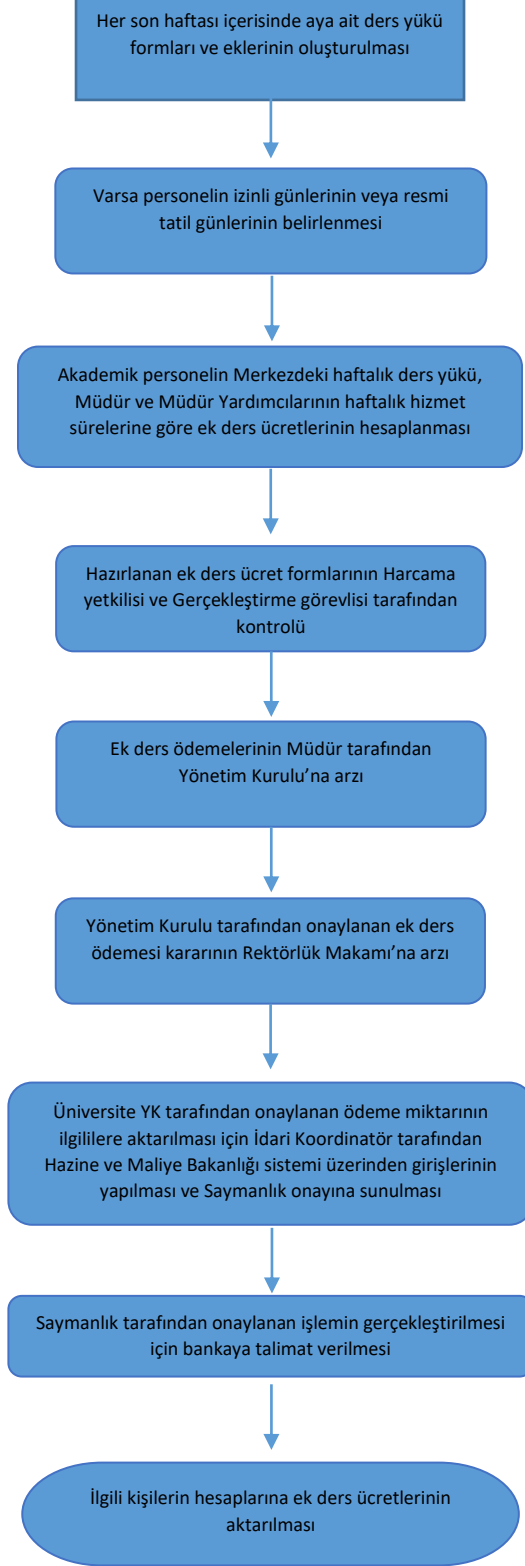 Her son haftası içerisinde aya ait ders yükü
formları ve eklerinin oluşturulması
Varsa personelin izinli günlerinin veya resmi
tatil günlerinin belirlenmesi
Akademik personelin Merkezdeki haftalık ders yükü,
Müdür ve Müdür Yardımcılarının haftalık hizmet
sürelerine göre ek ders ücretlerinin hesaplanması
Hazırlanan ek ders ücret formlarının Harcama
yetkilisi ve Gerçekleştirme görevlisi tarafından
kontrolü
Ek ders ödemelerinin Müdür tarafından
Yönetim Kurulu’na arzı
Yönetim Kurulu tarafından onaylanan ek ders
ödemesi kararının Rektörlük Makamı’na arzı
Üniversite YK tarafından onaylanan ödeme miktarının
ilgililere aktarılması için İdari Koordinatör tarafından
Hazine ve Maliye Bakanlığı sistemi üzerinden girişlerinin
yapılması ve Saymanlık onayına sunulması
Saymanlık tarafından onaylanan işlemin gerçekleştirilmesi
için bankaya talimat verilmesi
İlgili kişilerin hesaplarına ek ders ücretlerinin
aktarılması